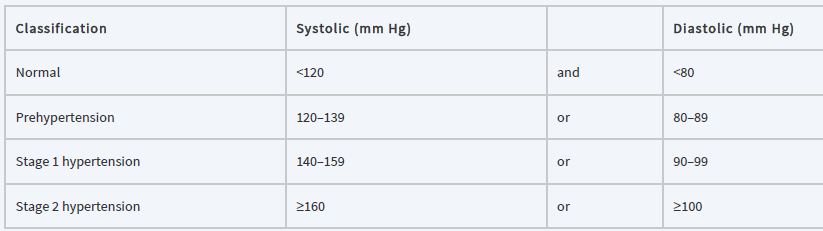 Classification Systolic (mm Hg) Diastolic (mm Hg)
Normal <120 and <80
Prehypertension 120–139 or 80–89
Stage 1 hypertension 140–159 or 90–99
Stage 2 hypertension ≥160 or ≥100